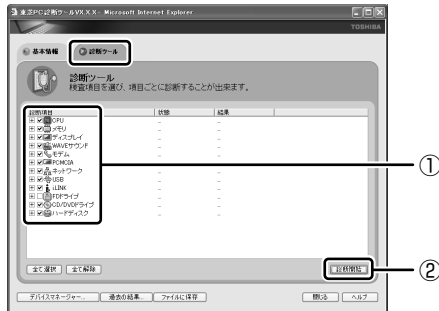 東芝PC診断ツールVX.X.X- Microsoft Internet Explorer
TOSHIBA
基本情報
診断ツール
診断ツール
検査項目を選び、項目ごとに診断することが出来ます。
診断項目 状態 結果
CPU - -
メモリ - -
ディスプレイ - -
WAVEサウンド - -
モデム - -
PCMCIA - -
ネットワーク - -
USB - -
i.LINK - -
FDドライブ - -
CD/DVDドライブ - -
ハードディスク - -
①
全て選択 全て解除 診断開始
②
デバイスマネージャー... 過去の結果... ファイルに保存 閉じる ヘルプ